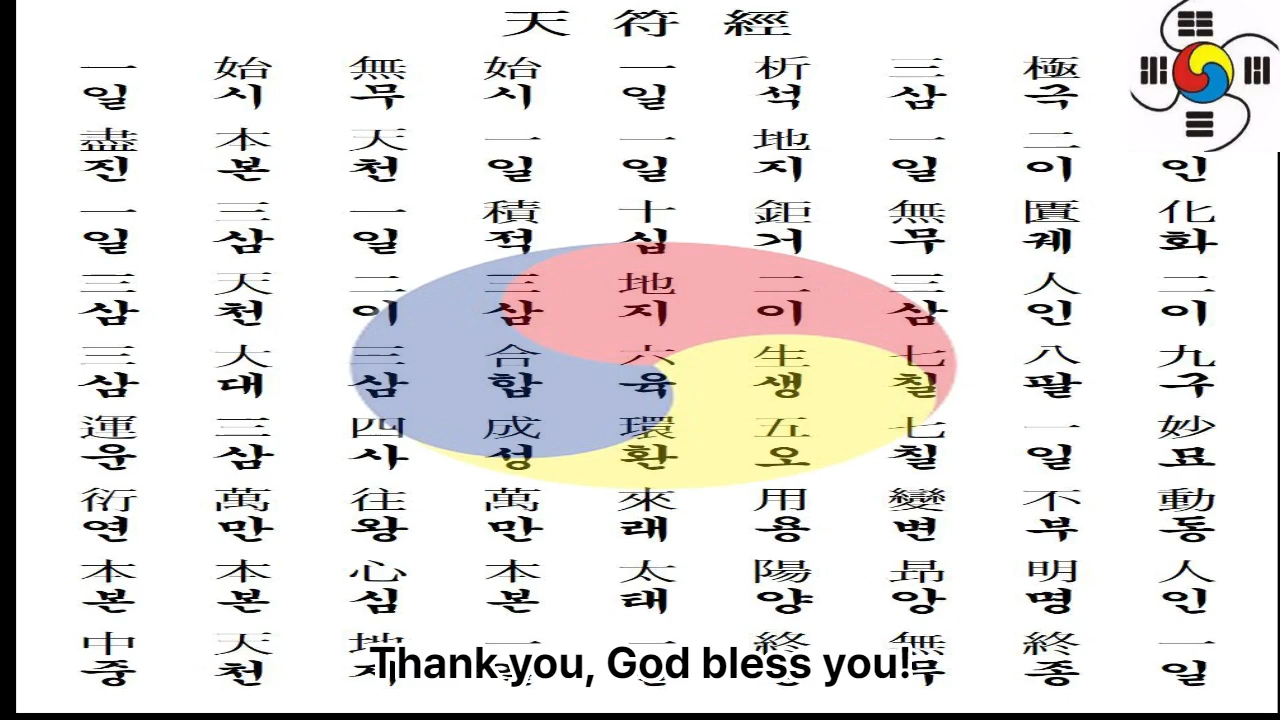 天 符 經
一 始 無 始 一 析 三 極
일 시 무 시 일 석 삼 극
盡 本 天 一 一 地 一 二
진 본 천 일 일 지 일 이 인
一 三 一 積 十 鉅 無 匱 化
일 삼 일 적 십 거 무 궤 화
三 天 二 三 地 二 三 人 二
삼 천 이 삼 지 이 삼 인 이
三 大 三 合 六 生 七 八 九
삼 대 삼 합 육 생 칠 팔 구
運 三 四 成 環 五 七 一 妙
운 삼 사 성 환 오 칠 일 묘
衍 萬 往 萬 來 用 變 不 動
연 만 왕 만 래 용 변 부 동
本 本 心 本 太 陽 昻 明 人
본 본 심 본 태 양 앙 명 인
中 天 地 一 一 終 無 終 一
중 천 무 종 일
Thank you, God bless you!